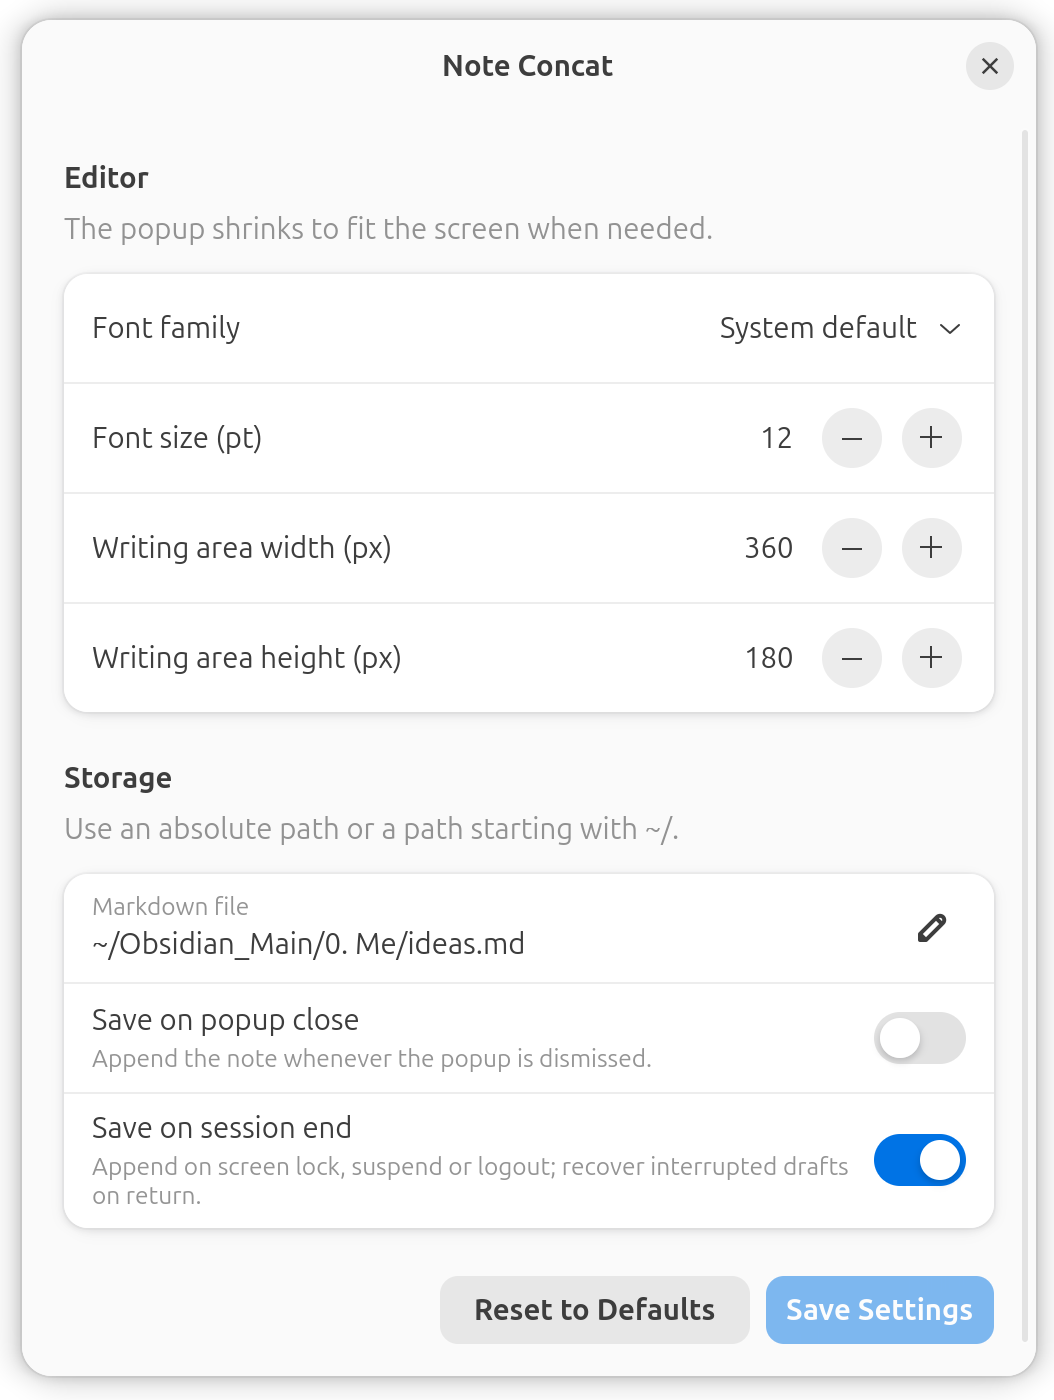 Note Concat
Editor
The popup shrinks to fit the screen when needed.
Font family
System default
Font size (pt)
12
Writing area width (px)
360
Writing area height (px)
180
Storage
Use an absolute path or a path starting with ~/.
Markdown file
~/Obsidian_Main/0. Me/ideas.md
Save on popup close
Append the note whenever the popup is dismissed.
Save on session end
Append on screen lock, suspend or logout; recover interrupted drafts
on return.
Reset to Defaults
Save Settings